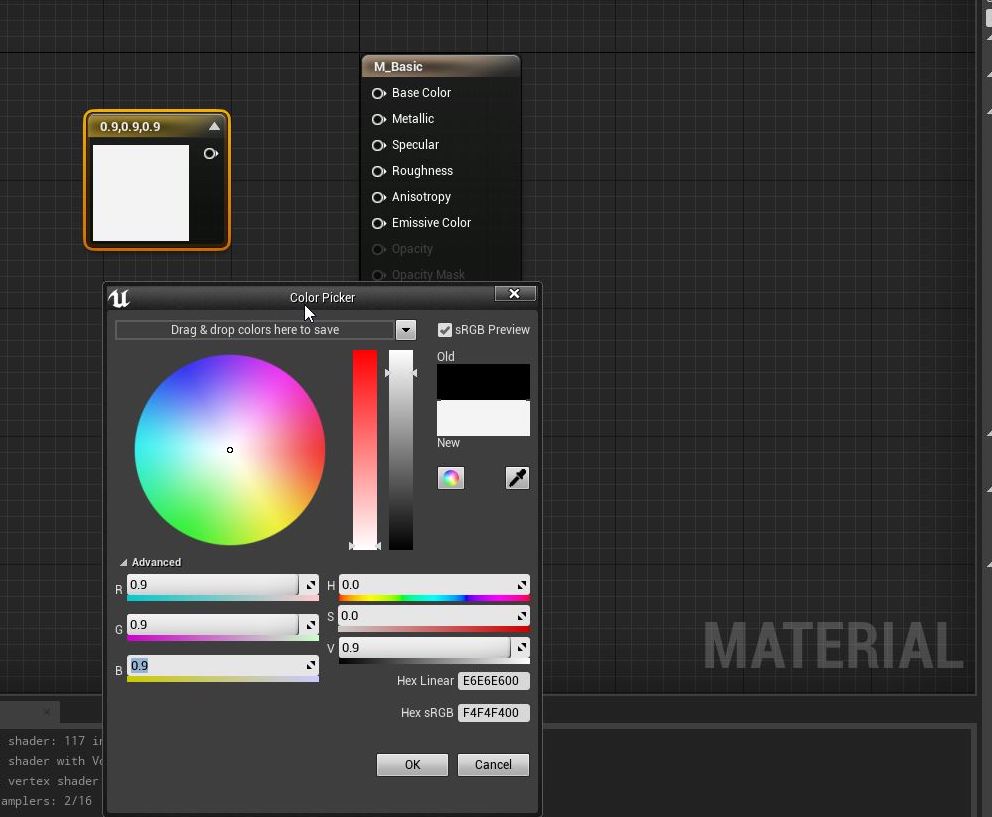 M_Basic
Base Color
0.9,0.9,0.9
Metallic
Specular
Roughness
Anisotropy
Emissive Color
Opacity
Opacity Mask
Color Picker
Drag & drop colors here to save
sRGB Preview
Old
New
Advanced
R 0.9
H 0.0
G 0.9
S 0.0
B 0.9
V 0.9
Hex Linear E6E6E600
Hex sRGB F4F4F400
OK Cancel
MATERIAL
shader: 117
shader with
vertex shader
amplers: 2/16